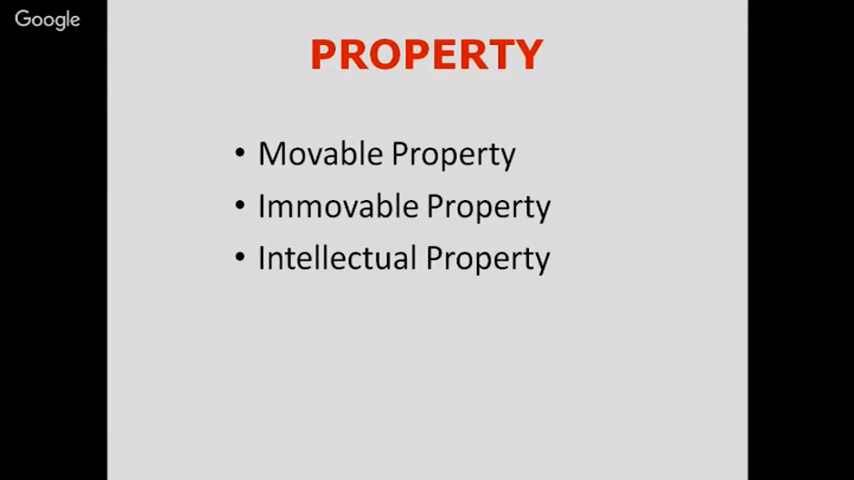 Google
PROPERTY
• Movable Property
• Immovable Property
• Intellectual Property